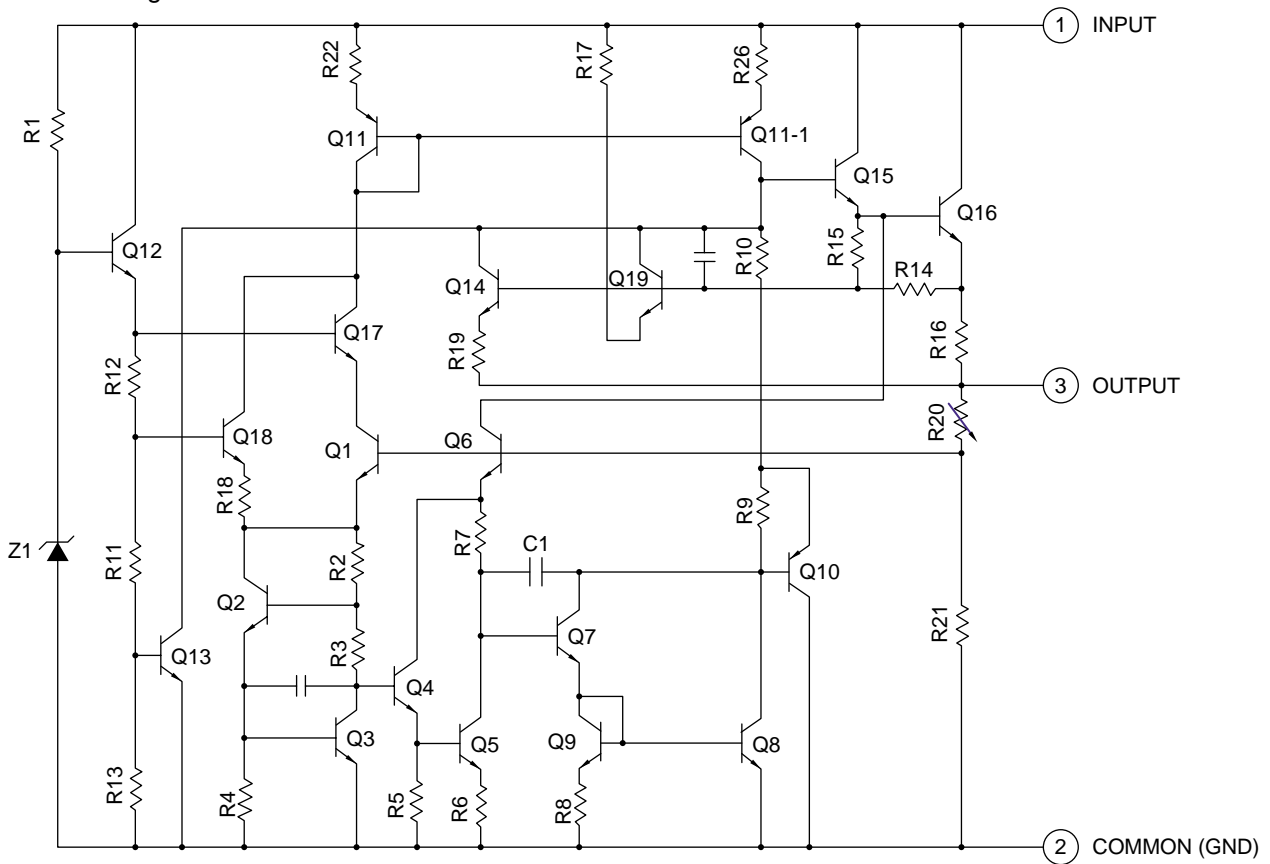 1 INPUT
R22
R17
R26
R1
Q11
Q11-1
Q15
Q16
Q12
R15
R10
R14
Q14
Q19
Q17
R19
R16
R12
3 OUTPUT
R20
Q18
Q1
Q6
R18
R9
R7
C1
Z1
R11
R2
Q10
Q2
Q7
R21
R3
Q13
Q4
Q3
Q5
Q9
Q8
R13
R4
R5
R6
R8
2 COMMON (GND)